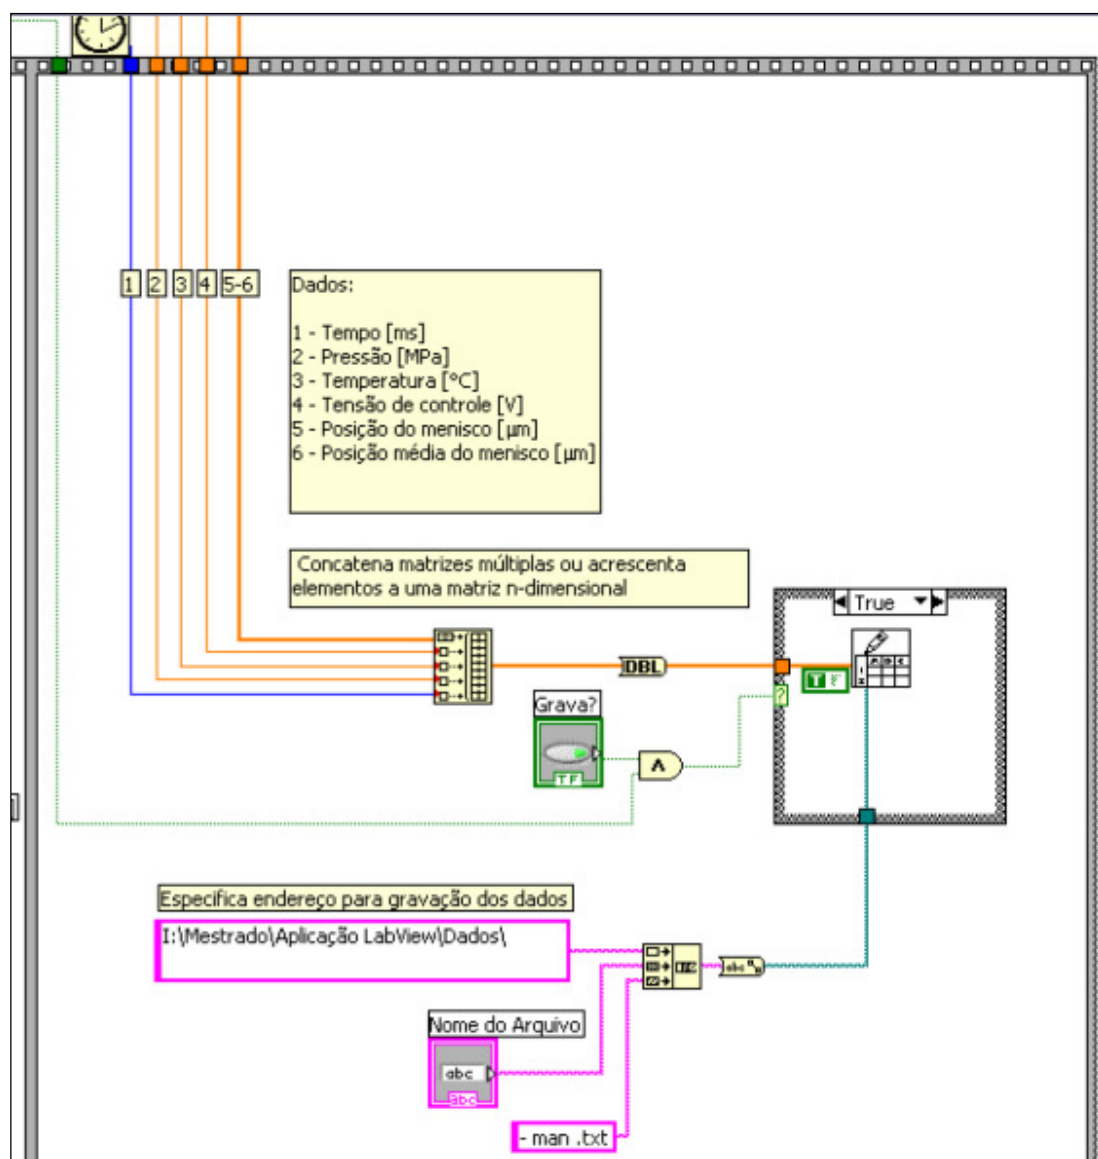 1 2 3 4 5-6
Dados:
1 - Tempo [ms]
2 - Pressão [MPa]
3 - Temperatura [°C]
4 - Tensão de controle [V]
5 - Posição do menisco [µm]
6 - Posição média do menisco [µm]
Concatena matrizes múltiplas ou acrescenta
elementos a uma matriz n-dimensional
True
DBL
T F
?
Grava?
TF
Especifica endereço para gravação dos dados
I:\Mestrado\Aplicação LabView\Dados\
abc
Nome do Arquivo
abc
abc
- man .txt